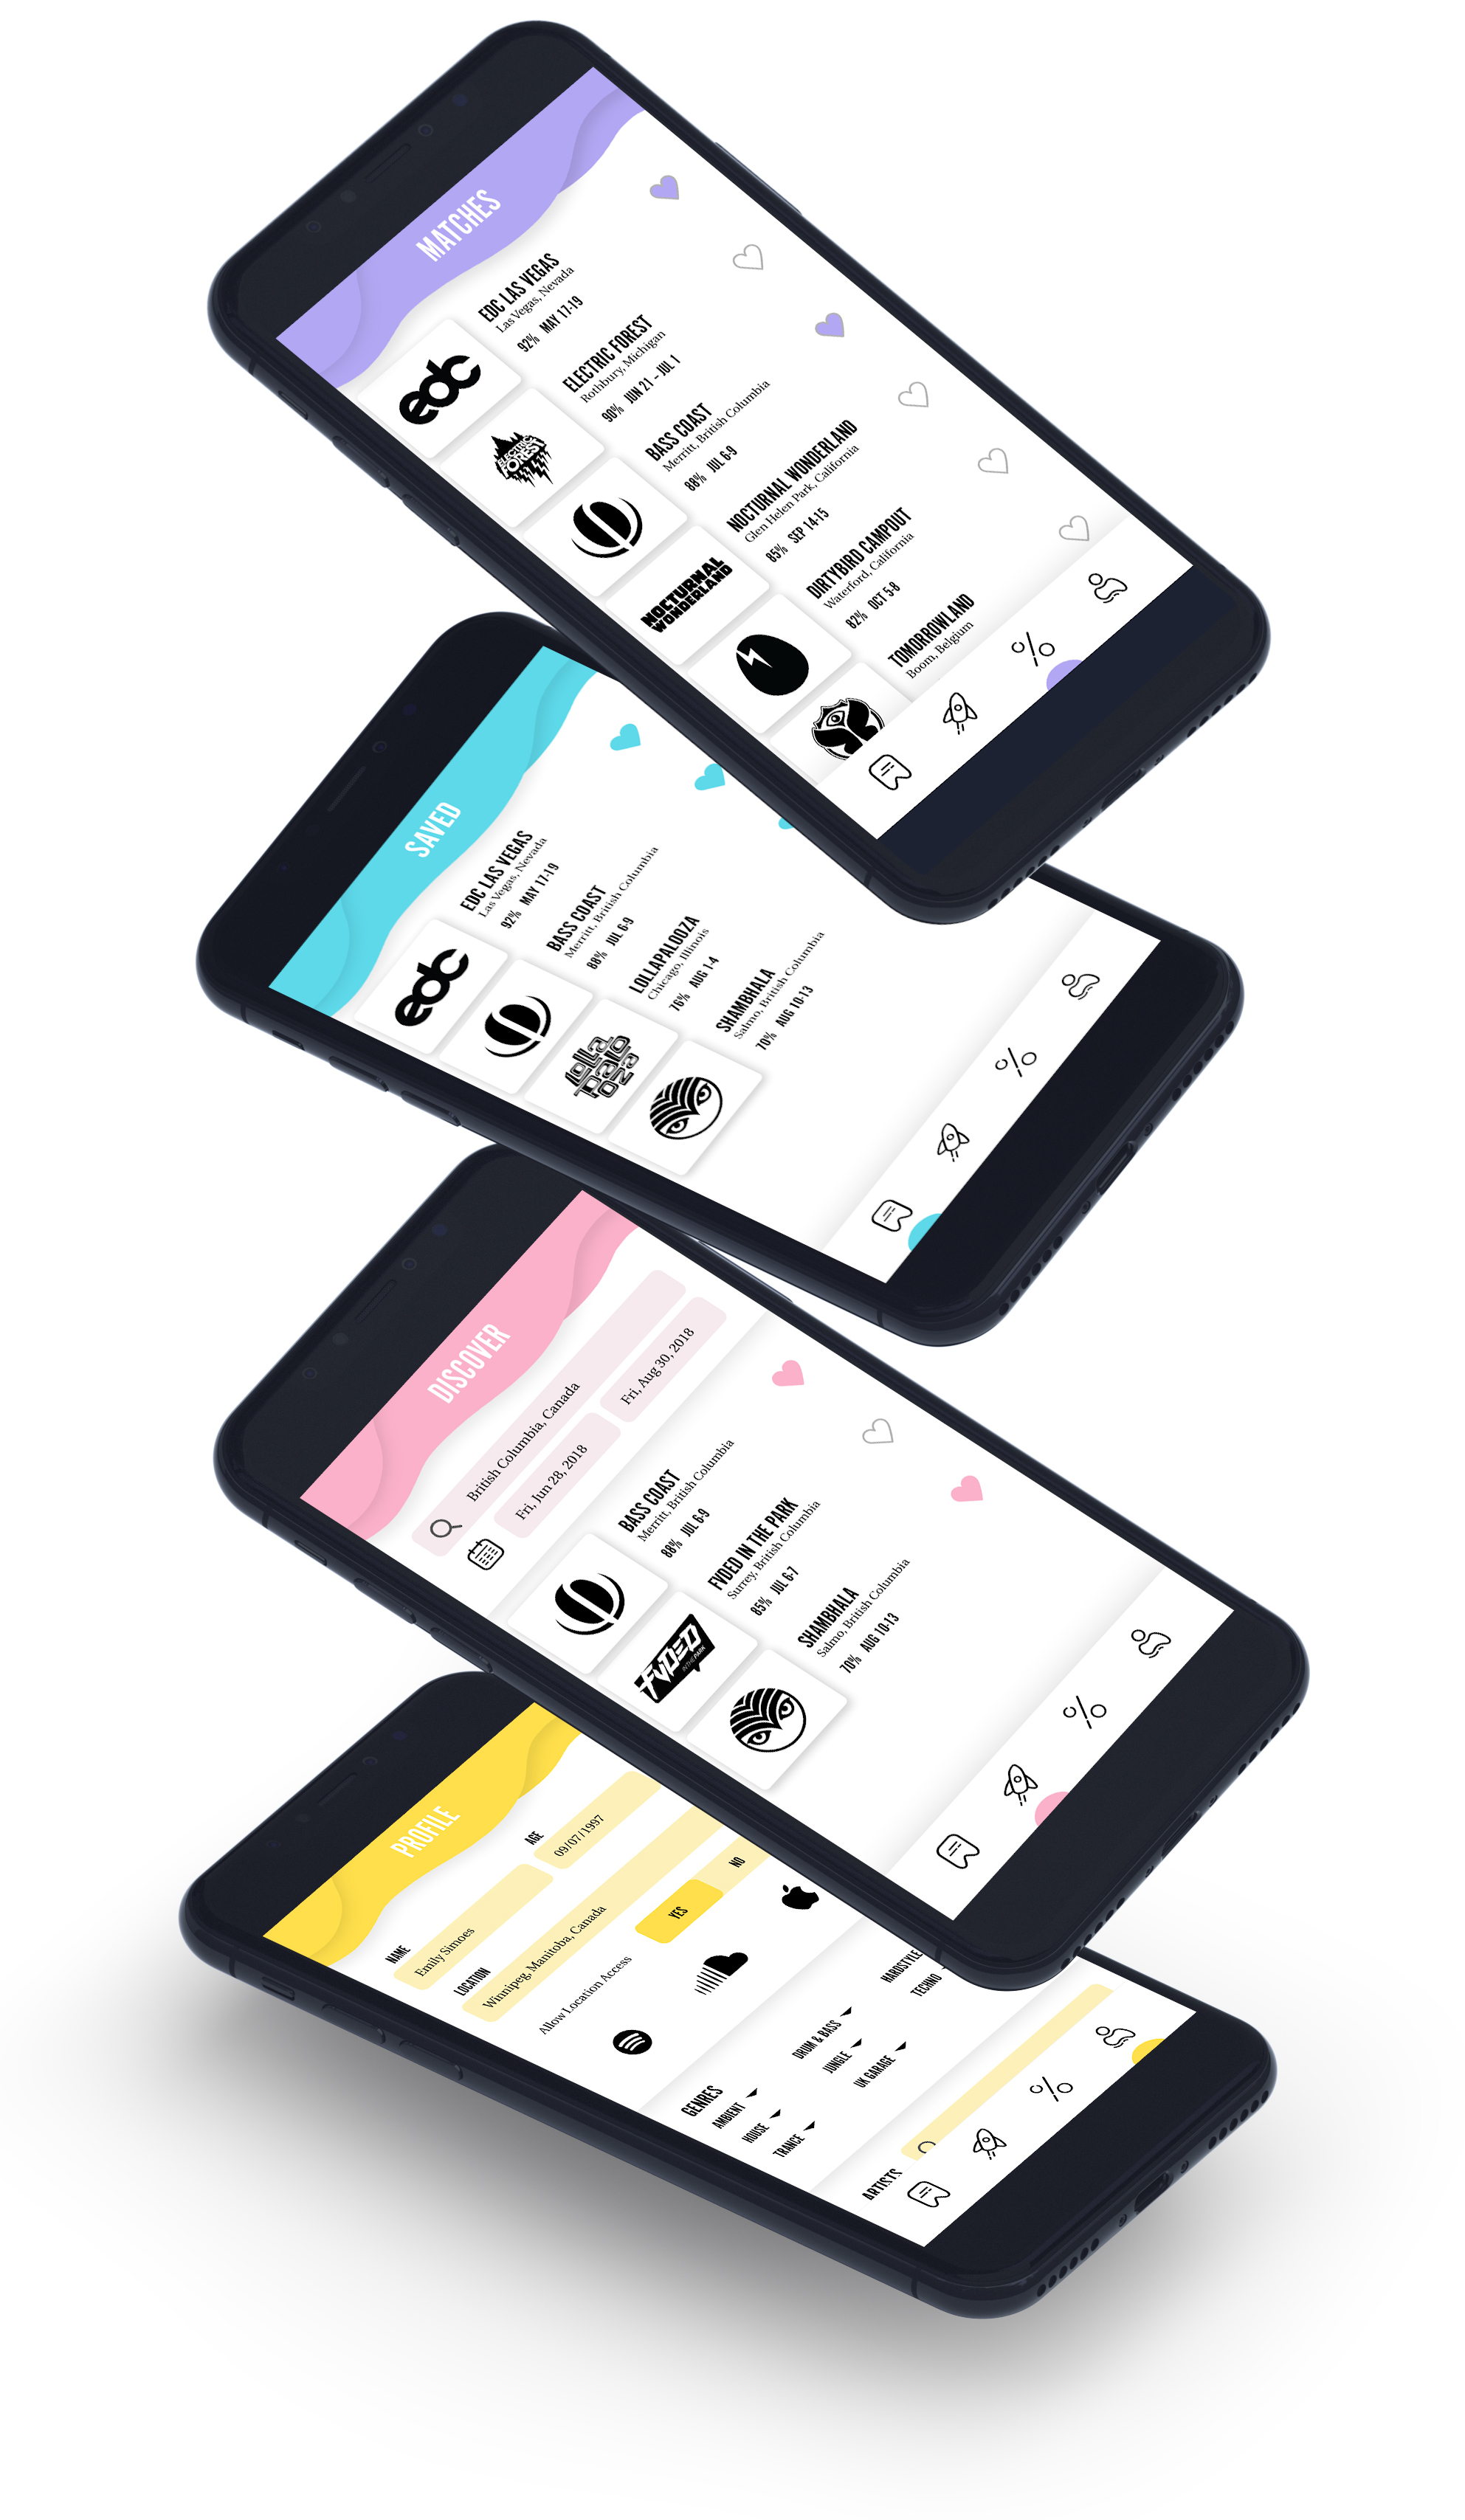 MATCHES
edc
EDC LAS VEGAS
Las Vegas, Nevada
92% MAY 17-19
ELECTRIC
FOREST
ELECTRIC FOREST
Rothbury, Michigan
90% JUN 21 – JUL 1
BASS COAST
Merritt, British Columbia
88% JUL 6-9
NOCTURNAL
WONDERLAND
NOCTURNAL WONDERLAND
Glen Helen Park, California
85% SEP 14-15
DIRTYBIRD CAMPOUT
Waterford, California
82% OCT 5-8
TOMORROWLAND
Boom, Belgium
SAVED
edc
EDC LAS VEGAS
Las Vegas, Nevada
92% MAY 17-19
BASS COAST
Merritt, British Columbia
88% JUL 6-9
lolla
palo
oza
LOLLAPALOOZA
Chicago, Illinois
76% AUG 1-4
SHAMBHALA
Salmo, British Columbia
70% AUG 10-13
DISCOVER
British Columbia, Canada
Fri, Jun 28, 2018
Fri, Aug 30, 2018
BASS COAST
Merritt, British Columbia
88% JUL 6-9
FVDED
IN THE PARK
FVDED IN THE PARK
Surrey, British Columbia
85% JUL 6-7
SHAMBHALA
Salmo, British Columbia
70% AUG 10-13
PROFILE
NAME
AGE
Emily Simoes
09/07/1997
LOCATION
Winnipeg, Manitoba, Canada
Allow Location Access
YES
NO
GENRES
AMBIENT
DRUM & BASS
HARDSTYLE
HOUSE
JUNGLE
TECHNO
TRANCE
UK GARAGE
ARTISTS